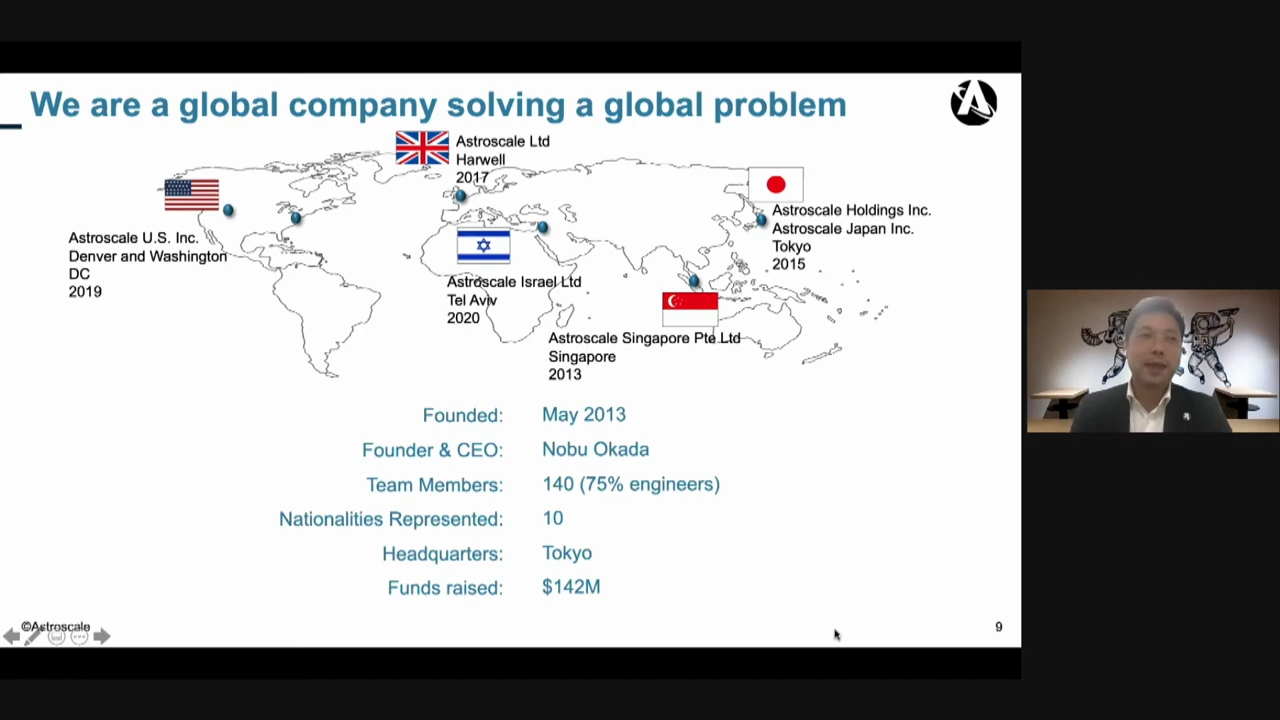 We are a global company solving a global problem
Astroscale Ltd
Harwell
2017
Astroscale U.S. Inc.
Denver and Washington
DC
2019
Astroscale Israel Ltd
Tel Aviv
2020
Astroscale Holdings Inc.
Astroscale Japan Inc.
Tokyo
2015
Astroscale Singapore Pte Ltd
Singapore
2013
Founded: May 2013
Founder & CEO: Nobu Okada
Team Members: 140 (75% engineers)
Nationalities Represented: 10
Headquarters: Tokyo
Funds raised: $142M
©Astroscale
9